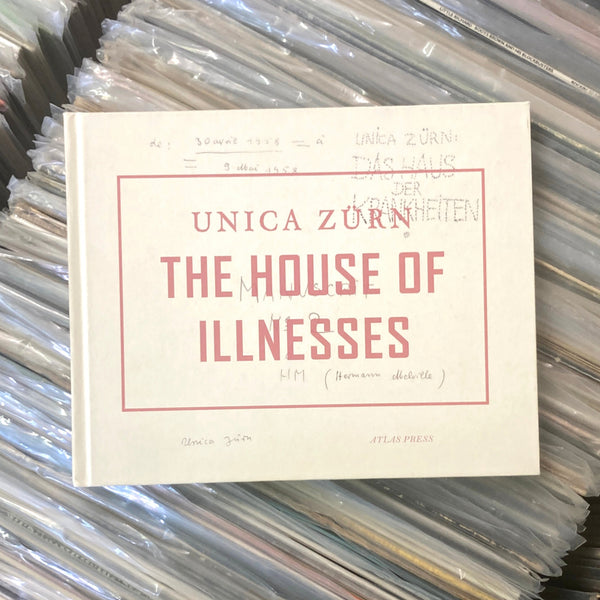 de: 30 avril 1958 = à
= 9 Mai 1958
UNICA ZÜRN:
DAS HAUS
DER
KRANKHEITEN
UNICA ZÜRN
THE HOUSE OF
ILLNESSES
MANUSCRIT
HM (Hermann Melville)
Unica Zürn
ATLAS PRESS